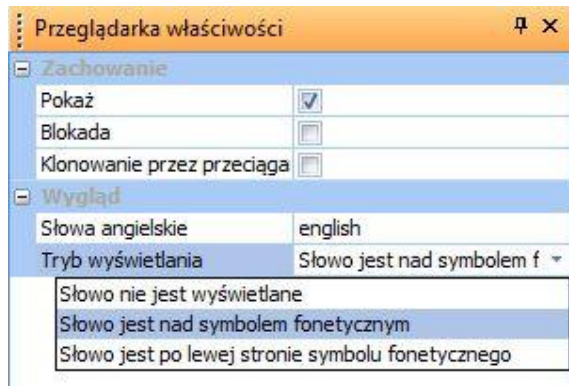 Przeglądarka właściwości
Zachowanie
Pokaż
Blokada
Klonowanie przez przeciąga
Wygląd
Słowa angielskie english
Tryb wyświetlania Słowo jest nad symbolem f
Słowo nie jest wyświetlane
Słowo jest nad symbolem fonetycznym
Słowo jest po lewej stronie symbolu fonetycznego